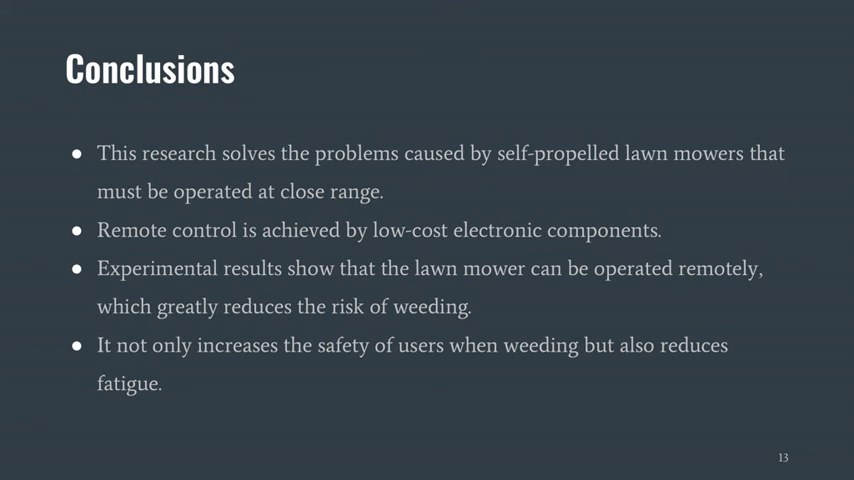 Conclusions
● This research solves the problems caused by self-propelled lawn mowers that
must be operated at close range.
● Remote control is achieved by low-cost electronic components.
● Experimental results show that the lawn mower can be operated remotely,
which greatly reduces the risk of weeding.
● It not only increases the safety of users when weeding but also reduces
fatigue.
13